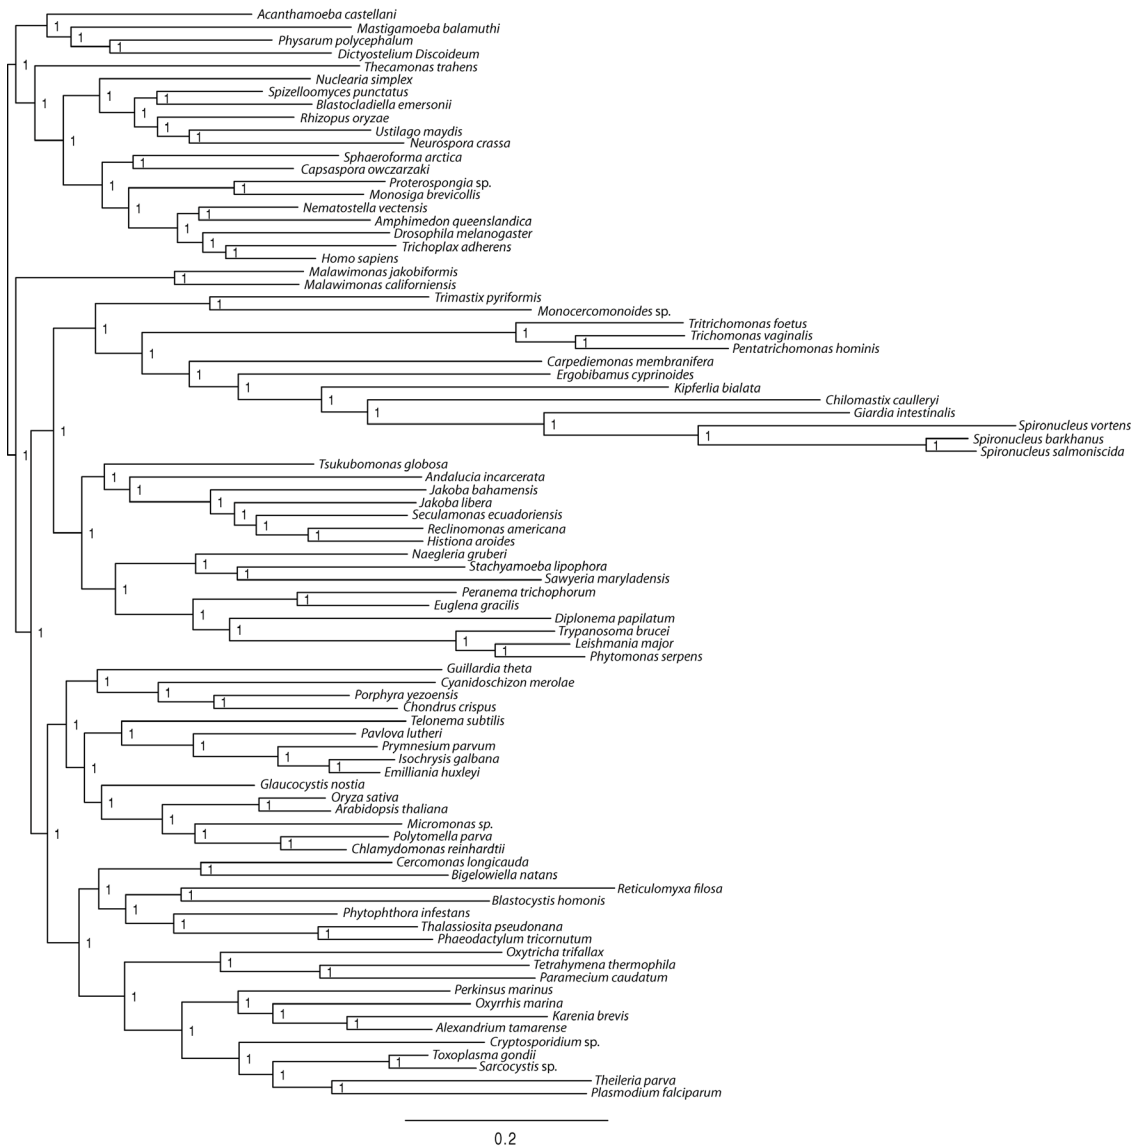 Acanthamoeba castellani
1
Mastigamoeba balamuthi
1
Physarum polycephalum
1
Dictyostelium Discoideum
1
Thecamonas trahens
1
Nuclearia simplex
1
Spizelloomyces punctatus
1
Blastocladiella emersonii
1
Rhizopus oryzae
1
Ustilago maydis
1
Neurospora crassa
1
Sphaeroforma arctica
1
Capsaspora owczarzaki
1
Proterospongia sp.
1
Monosiga brevicollis
1
Nematostella vectensis
1
Amphimedon queenslandica
1
Drosophila melanogaster
1
Trichoplax adherens
1
Homo sapiens
Malawimonas jakobiformis
1
Malawimonas californiensis
Trimastix pyriformis
1
Monocercomonoides sp.
1
Tritrichomonas foetus
1
Trichomonas vaginalis
1
Pentatrichomonas hominis
1
Carpediemonas membranifera
1
Ergobibamus cyprinoides
1
Kipferlia bialata
1
Chilomastix caulleryi
1
Giardia intestinalis
1
Spironucleus vortens
1
Spironucleus barkhanus
1
Spironucleus salmoniscida
1
1
Tsukubomonas globosa
1
Andalucia incarcerata
1
Jakoba bahamensis
1
Jakoba libera
1
Seculamonas ecuadoriensis
1
Reclinomonas americana
1
Histiona aroides
1
Naegleria gruberi
1
Stachyamoeba lipophora
1
Sawyeria maryladensis
1
Peranema trichophorum
1
Euglena gracilis
1
Diplonema papilatum
1
Trypanosoma brucei
1
Leishmania major
1
Phytomonas serpens
1
Guillardia theta
1
Cyanidoschizon merolae
1
Porphyra yezoensis
1
Chondrus crispus
1
Telonema subtilis
1
Pavlova lutheri
1
Prymnesium parvum
1
Isochrysis galbana
1
Emilliania huxleyi
1
Glaucocystis nostia
1
Oryza sativa
1
Arabidopsis thaliana
1
Micromonas sp.
1
Polytomella parva
1
Chlamydomonas reinhardtii
1
Cercomonas longicauda
1
Bigelowiella natans
1
Reticulomyxa filosa
1
Blastocystis homonis
1
Phytophthora infestans
1
Thalassiosita pseudonana
1
Phaeodactylum tricornutum
1
Oxytricha trifallax
1
Tetrahymena thermophila
1
Paramecium caudatum
1
Perkinsus marinus
1
Oxyrrhis marina
1
Karenia brevis
1
Alexandrium tamarense
1
Cryptosporidium sp.
1
Toxoplasma gondii
1
Sarcocystis sp.
1
Theileria parva
1
Plasmodium falciparum
0.2